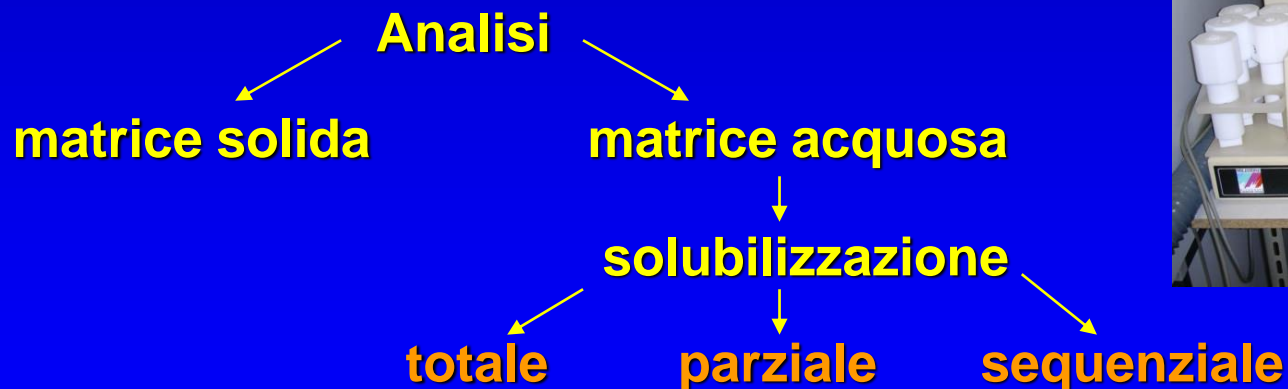 Analisi
matrice solida matrice acquosa
solubilizzazione
totale parziale sequenziale